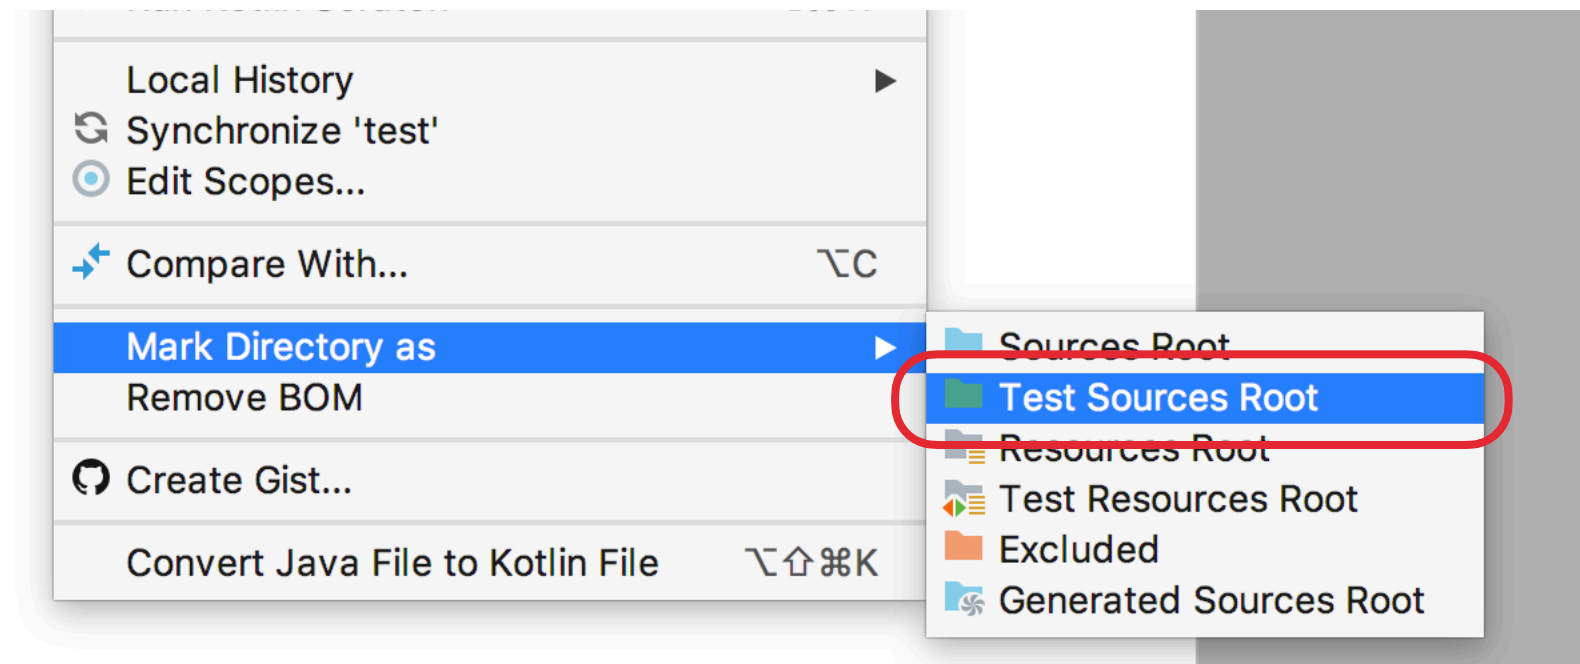 Local History
Synchronize 'test'
Edit Scopes...
Compare With... ⌥C
Mark Directory as
Remove BOM
Create Gist...
Convert Java File to Kotlin File ⌥⇧⌘K
Sources Root
Test Sources Root
Resources Root
Test Resources Root
Excluded
Generated Sources Root